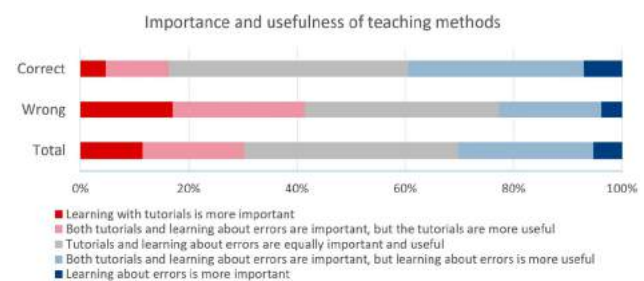 Importance and usefulness of teaching methods
Correct
Wrong
Total
0% 20% 40% 60% 80% 100%
Learning with tutorials is more important
Both tutorials and learning about errors are important, but the tutorials are more useful
Tutorials and learning about errors are equally important and useful
Both tutorials and learning about errors are important, but learning about errors is more useful
Learning about errors is more important